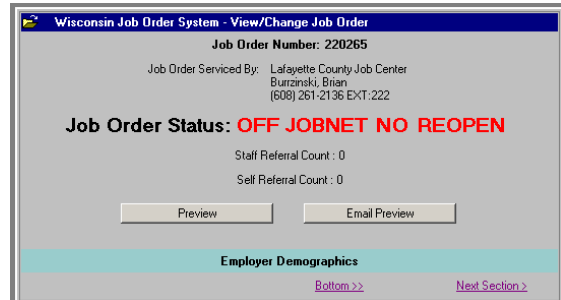 Wisconsin Job Order System - View/Change Job Order
Job Order Number: 220265
Job Order Serviced By: Lafayette County Job Center
Burrzinski, Brian
(608) 261-2136 EXT:222
Job Order Status: OFF JOBNET NO REOPEN
Staff Referral Count : 0
Self Referral Count : 0
Preview Email Preview
Employer Demographics
Bottom >> Next Section >